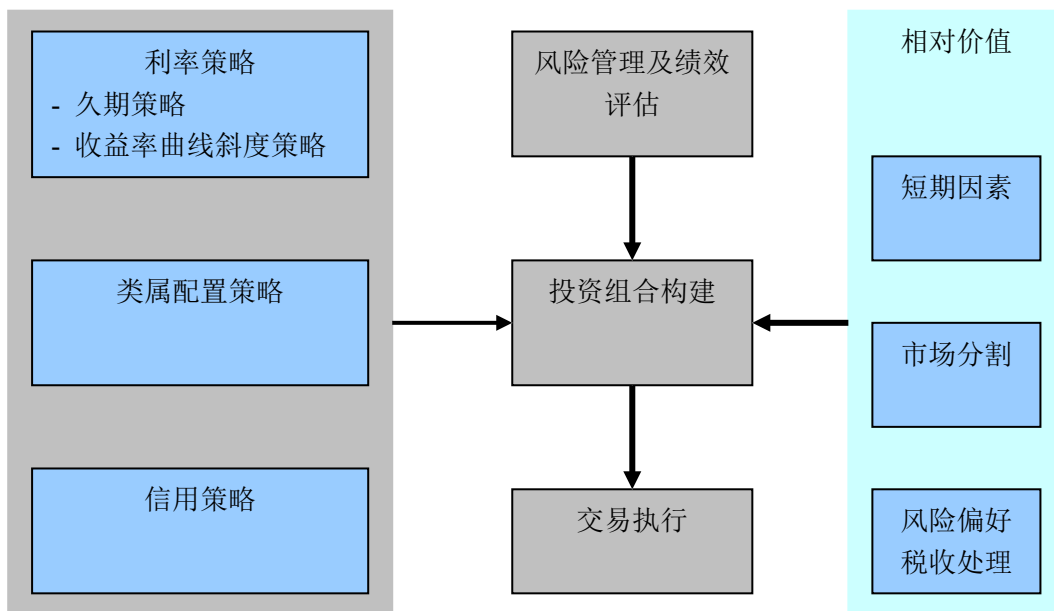 利率策略
- 久期策略
- 收益率曲线斜度策略
类属配置策略
信用策略
风险管理及绩效
评估
投资组合构建
交易执行
相对价值
短期因素
市场分割
风险偏好
税收处理